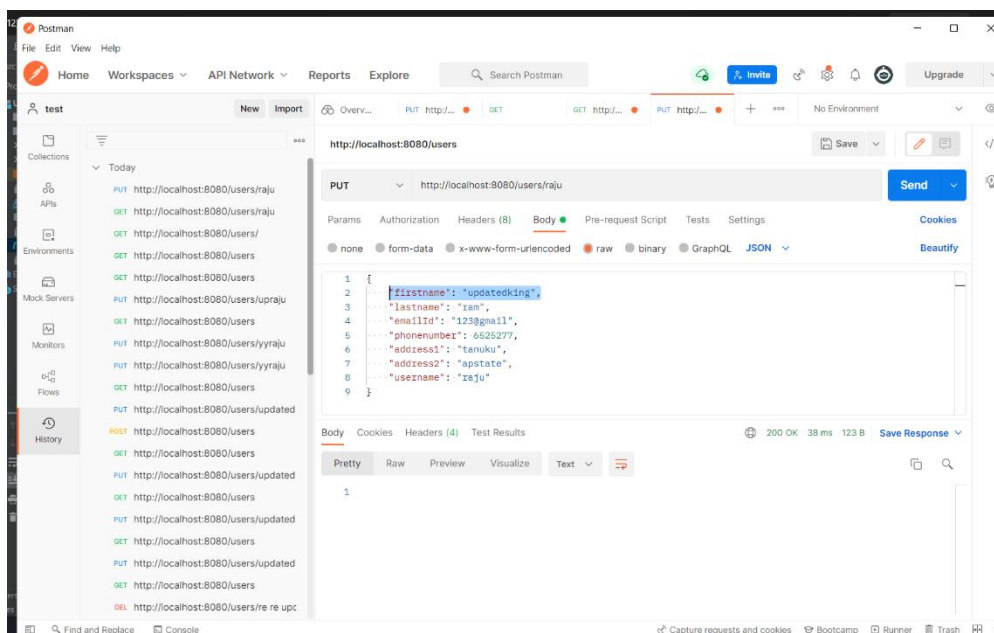 Postman
File Edit View Help
Home Workspaces API Network Reports Explore Search Postman Invite Upgrade
test New Import Overv... PUT http:/... GET GET http:/... PUT http:/... No Environment
Collections
APIs
Environments
Mock Servers
Monitors
Flows
History
Today
PUT http://localhost:8080/users/raju
GET http://localhost:8080/users/raju
GET http://localhost:8080/users/
GET http://localhost:8080/users
GET http://localhost:8080/users
PUT http://localhost:8080/users/upraju
GET http://localhost:8080/users
PUT http://localhost:8080/users/yyraju
PUT http://localhost:8080/users/yyraju
GET http://localhost:8080/users
PUT http://localhost:8080/users/updated
POST http://localhost:8080/users
GET http://localhost:8080/users
PUT http://localhost:8080/users/updated
GET http://localhost:8080/users
PUT http://localhost:8080/users/updated
GET http://localhost:8080/users
PUT http://localhost:8080/users/updated
GET http://localhost:8080/users
DEL http://localhost:8080/users/re re upc
http://localhost:8080/users Save
PUT http://localhost:8080/users/raju Send
Params Authorization Headers (8) Body Pre-request Script Tests Settings Cookies
none form-data x-www-form-urlencoded raw binary GraphQL JSON Beautify
1 {
2 "firstname": "updatedking",
3 "lastname": "ram",
4 "emailId": "123@gmail",
5 "phonenumber": 6525277,
6 "address1": "tanuku",
7 "address2": "apstate",
8 "username": "raju"
9 }
Body Cookies Headers (4) Test Results 200 OK 38 ms 123 B Save Response
Pretty Raw Preview Visualize Text
1
Find and Replace Console Capture requests and cookies Bootcamp Runner Trash